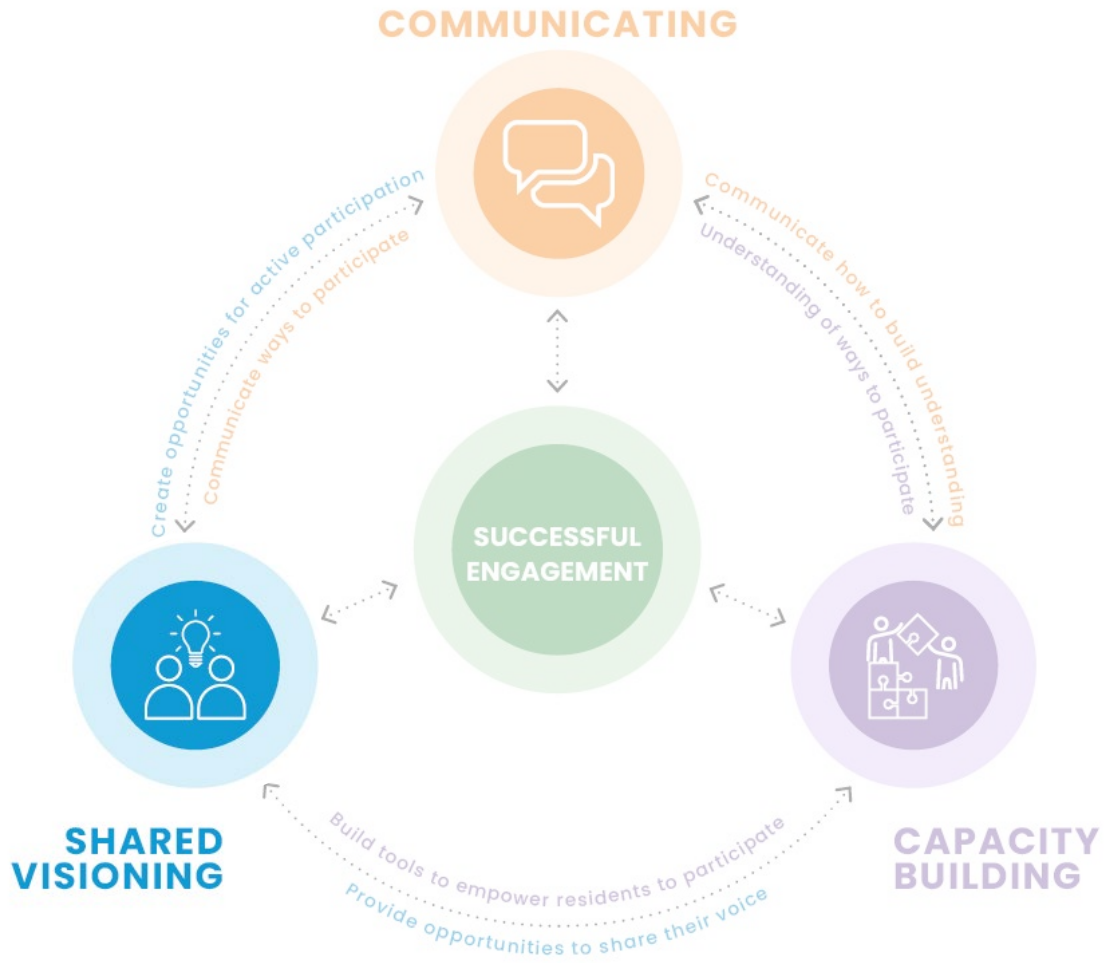 COMMUNICATING
Create opportunities for active participation
Communicate ways to participate
Communicate how to build understanding
Understanding of ways to participate
SUCCESSFUL
ENGAGEMENT
SHARED
VISIONING
CAPACITY
BUILDING
Build tools to empower residents to participate
Provide opportunities to share their voice